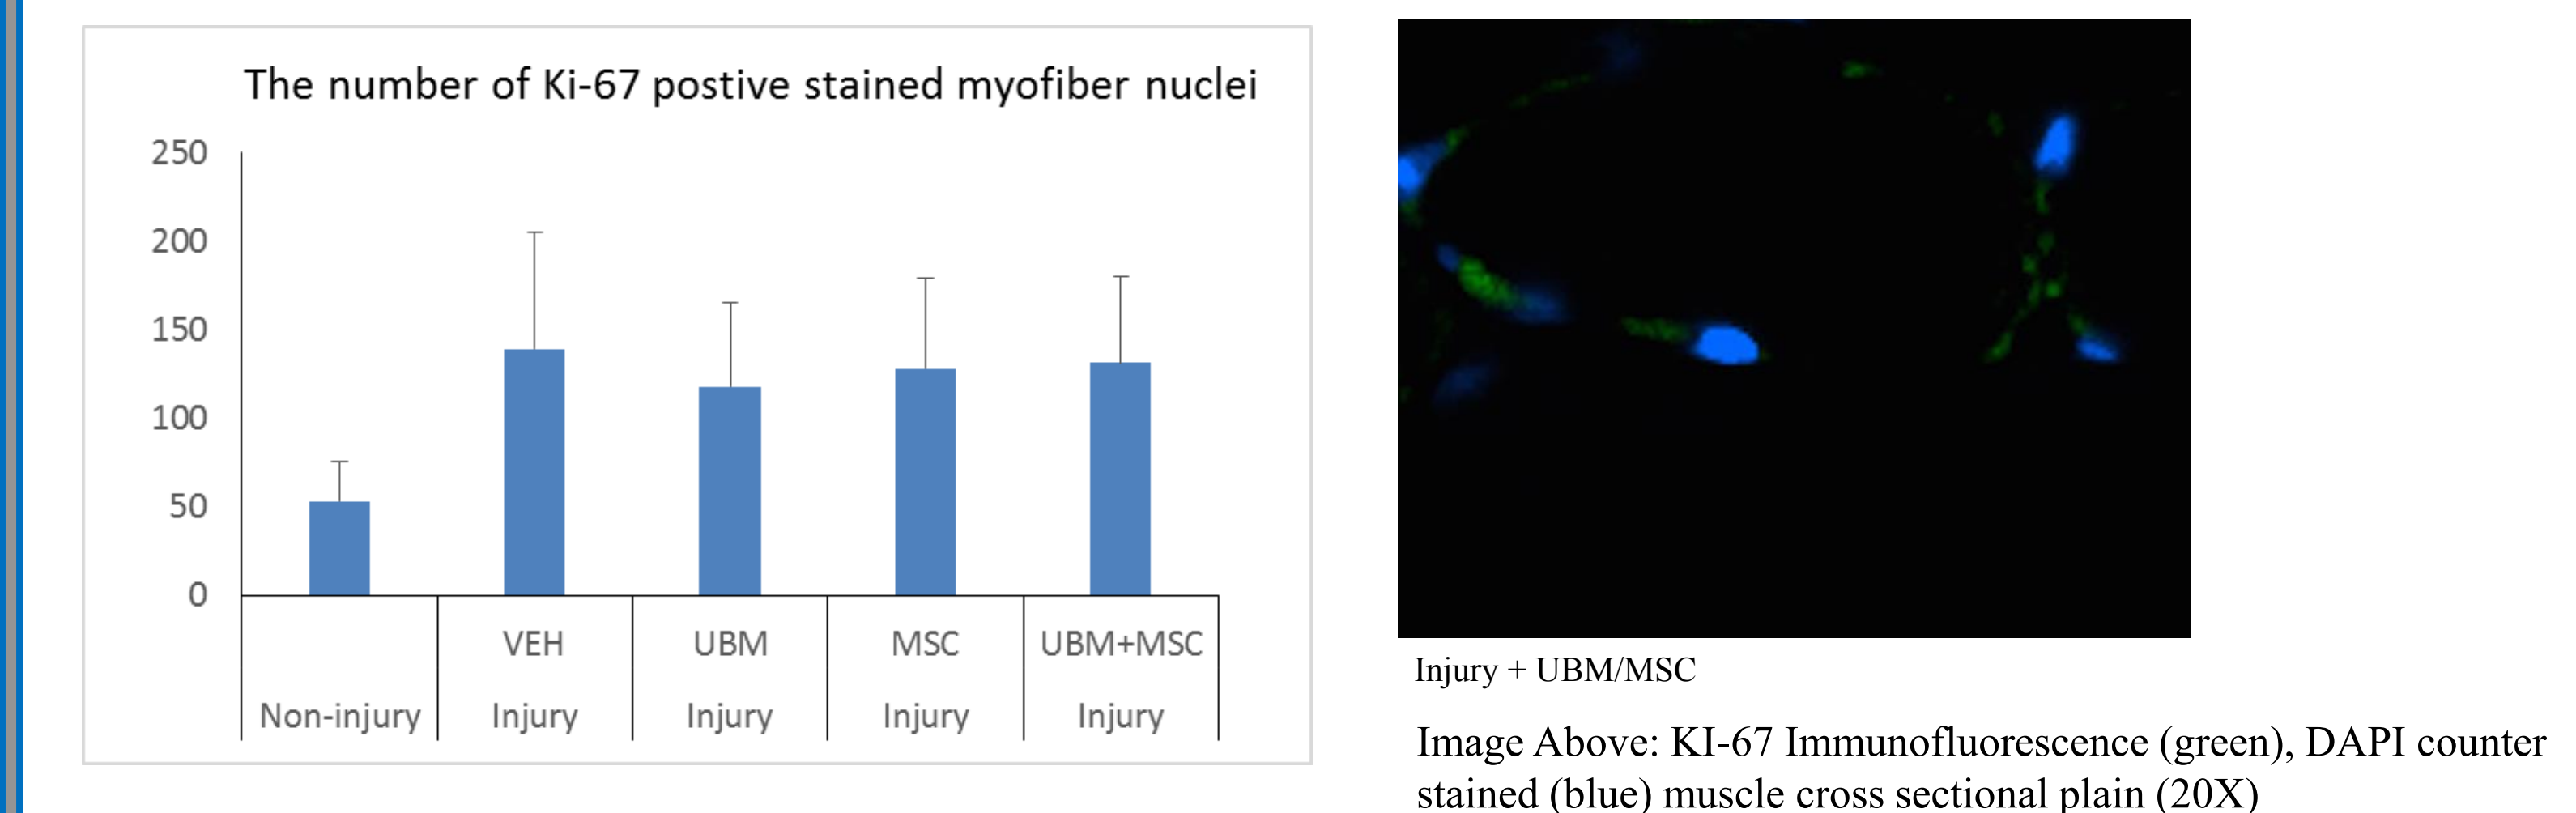 The number of Ki-67 postive stained myofiber nuclei
250
200
150
100
50
0
VEH UBM MSC UBM+MSC
Non-injury Injury Injury Injury Injury
Injury + UBM/MSC
Image Above: KI-67 Immunofluorescence (green), DAPI counter
stained (blue) muscle cross sectional plain (20X)